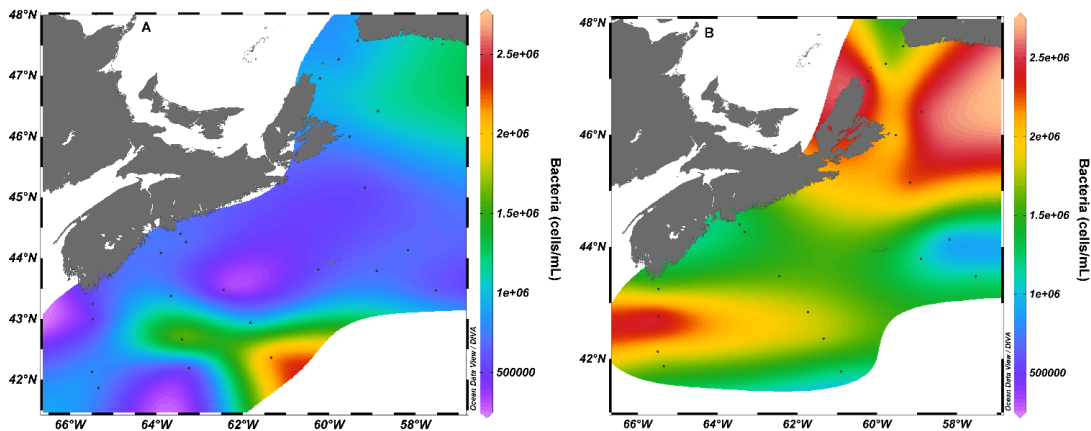 A
48°N
47°N
46°N
45°N
44°N
43°N
42°N
66°W 64°W 62°W 60°W 58°W
2.5e+06
2e+06
1.5e+06
1e+06
500000
Bacteria (cells/mL)
Ocean Data View / DIVA
B
48°N
47°N
46°N
45°N
44°N
43°N
42°N
66°W 64°W 62°W 60°W 58°W
2.5e+06
2e+06
1.5e+06
1e+06
500000
Bacteria (cells/mL)
Ocean Data View / DIVA